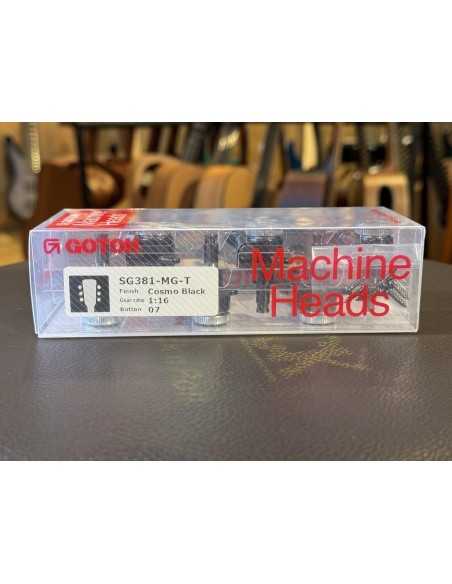 GOTOH
SG381-MG-T
Finish Cosmo Black
Gear ratio 1:16
Button 07
Machine
Heads